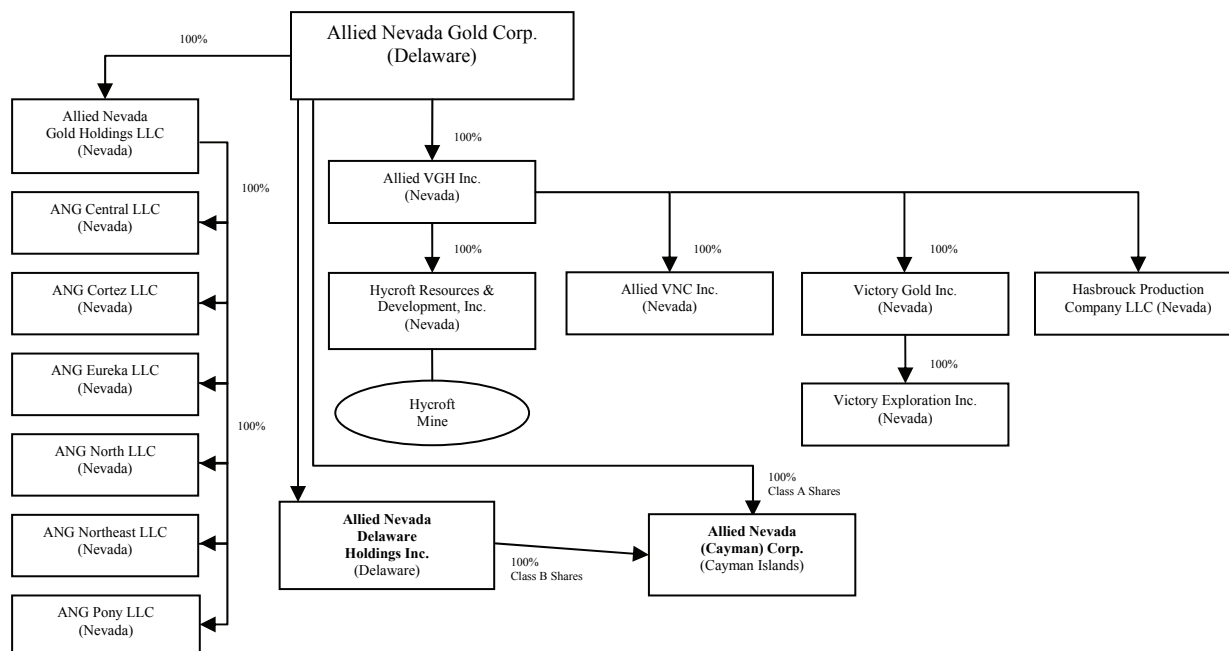 Allied Nevada Gold Corp.
(Delaware)
100%
Allied Nevada
Gold Holdings LLC
(Nevada)
100%
Allied VGH Inc.
(Nevada)
100%
ANG Central LLC
(Nevada)
100%
100%
100%
100%
ANG Cortez LLC
(Nevada)
Hycroft Resources &
Development, Inc.
(Nevada)
Allied VNC Inc.
(Nevada)
Victory Gold Inc.
(Nevada)
Hasbrouck Production
Company LLC (Nevada)
100%
ANG Eureka LLC
(Nevada)
Hycroft
Mine
Victory Exploration Inc.
(Nevada)
100%
ANG North LLC
(Nevada)
100%
Class A Shares
ANG Northeast LLC
(Nevada)
Allied Nevada
Delaware
Holdings Inc.
(Delaware)
100%
Class B Shares
Allied Nevada
(Cayman) Corp.
(Cayman Islands)
ANG Pony LLC
(Nevada)